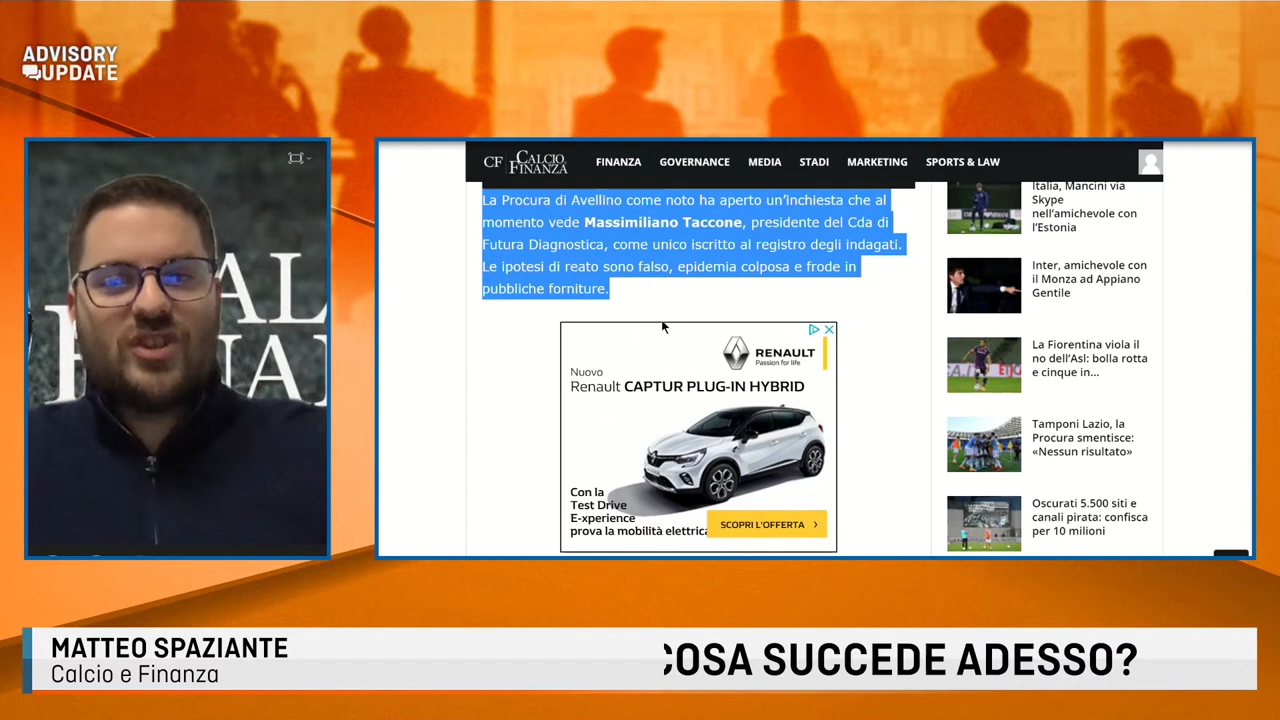 ADVISORY
UPDATE
CF CALCIO, FINANZA
FINANZA GOVERNANCE MEDIA STADI MARKETING SPORTS & LAW
La Procura di Avellino come noto ha aperto un'inchiesta che al
momento vede Massimiliano Taccone, presidente del Cda di
Futura Diagnostica, come unico iscritto al registro degli indagati.
Le ipotesi di reato sono falso, epidemia colposa e frode in
pubbliche forniture.
RENAULT
Passion for life
Nuovo
Renault CAPTUR PLUG-IN HYBRID
Con la
Test Drive
E-xperience
prova la mobilità elettrica
SCOPRI L'OFFERTA
Italia, Mancini via
Skype
nell'amichevole con
l'Estonia
Inter, amichevole con
il Monza ad Appiano
Gentile
La Fiorentina viola il
no dell'Asl: bolla rotta
e cinque in...
Tamponi Lazio, la
Procura smentisce:
«Nessun risultato»
Oscurati 5.500 siti e
canali pirata: confisca
per 10 milioni
MATTEO SPAZIANTE
Calcio e Finanza
COSA SUCCEDE ADESSO?